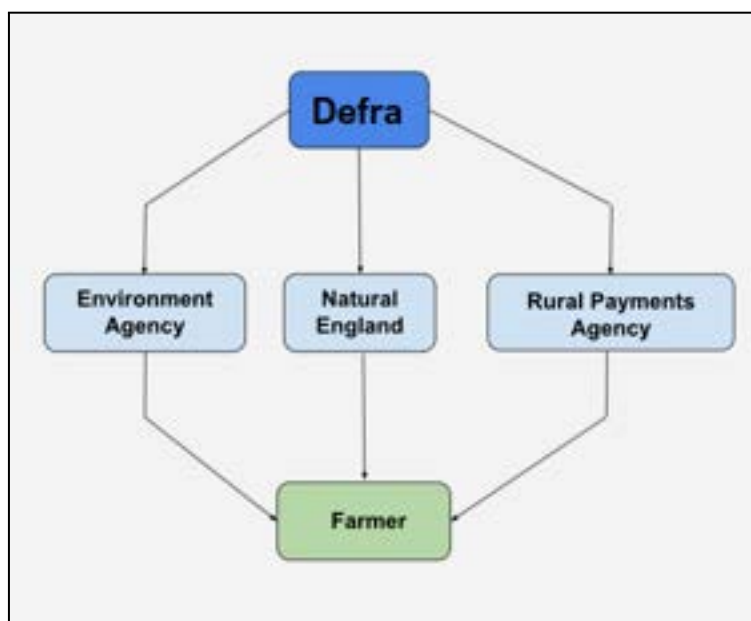 Defra
Environment
Agency
Natural
England
Rural Payments
Agency
Farmer